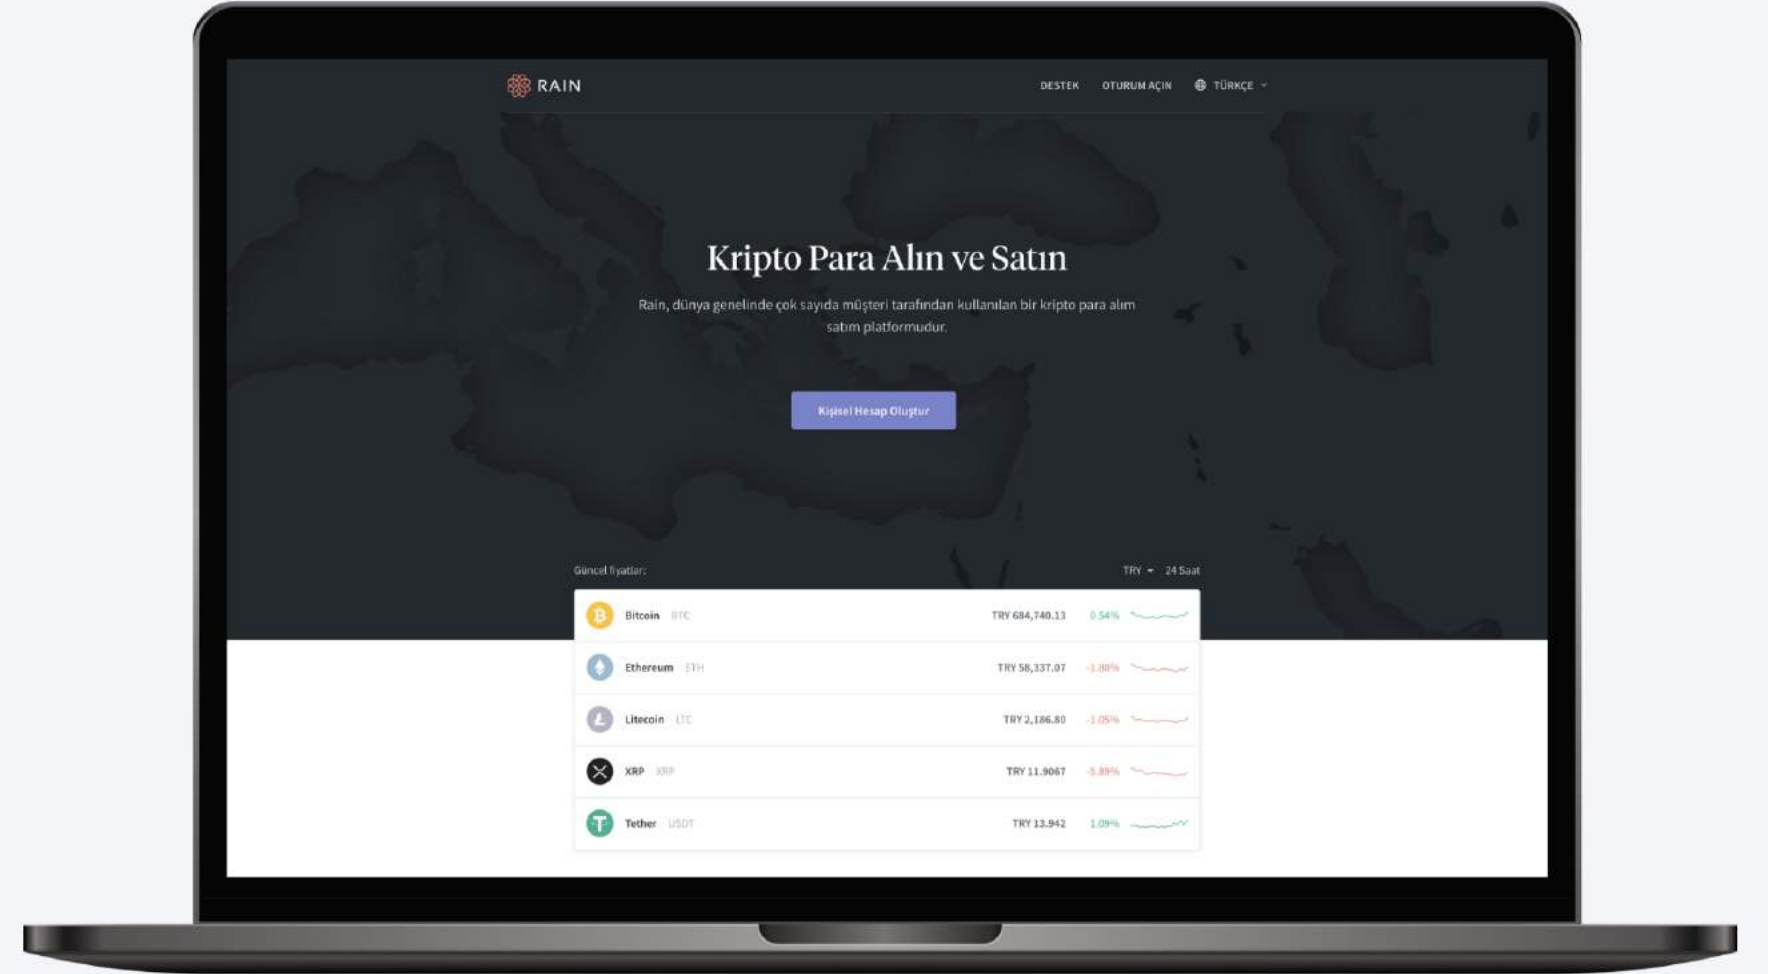 RAIN
DESTEK OTURUM AÇIN TÜRKÇE
Kripto Para Alın ve Satın
Rain, dünya genelinde çok sayıda müşteri tarafından kullanılan bir kripto para alım
satım platformudur.
Kişisel Hesap Oluştur
Güncel fiyatlar: TRY 24 Saat
Bitcoin BTC TRY 684,740.13 0.54%
Ethereum ETH TRY 58,337.07 -1.80%
Litecoin LTC TRY 2,186.80 -1.05%
XRP XRP TRY 11.9067 -5.89%
Tether USDT TRY 13.942 1.09%